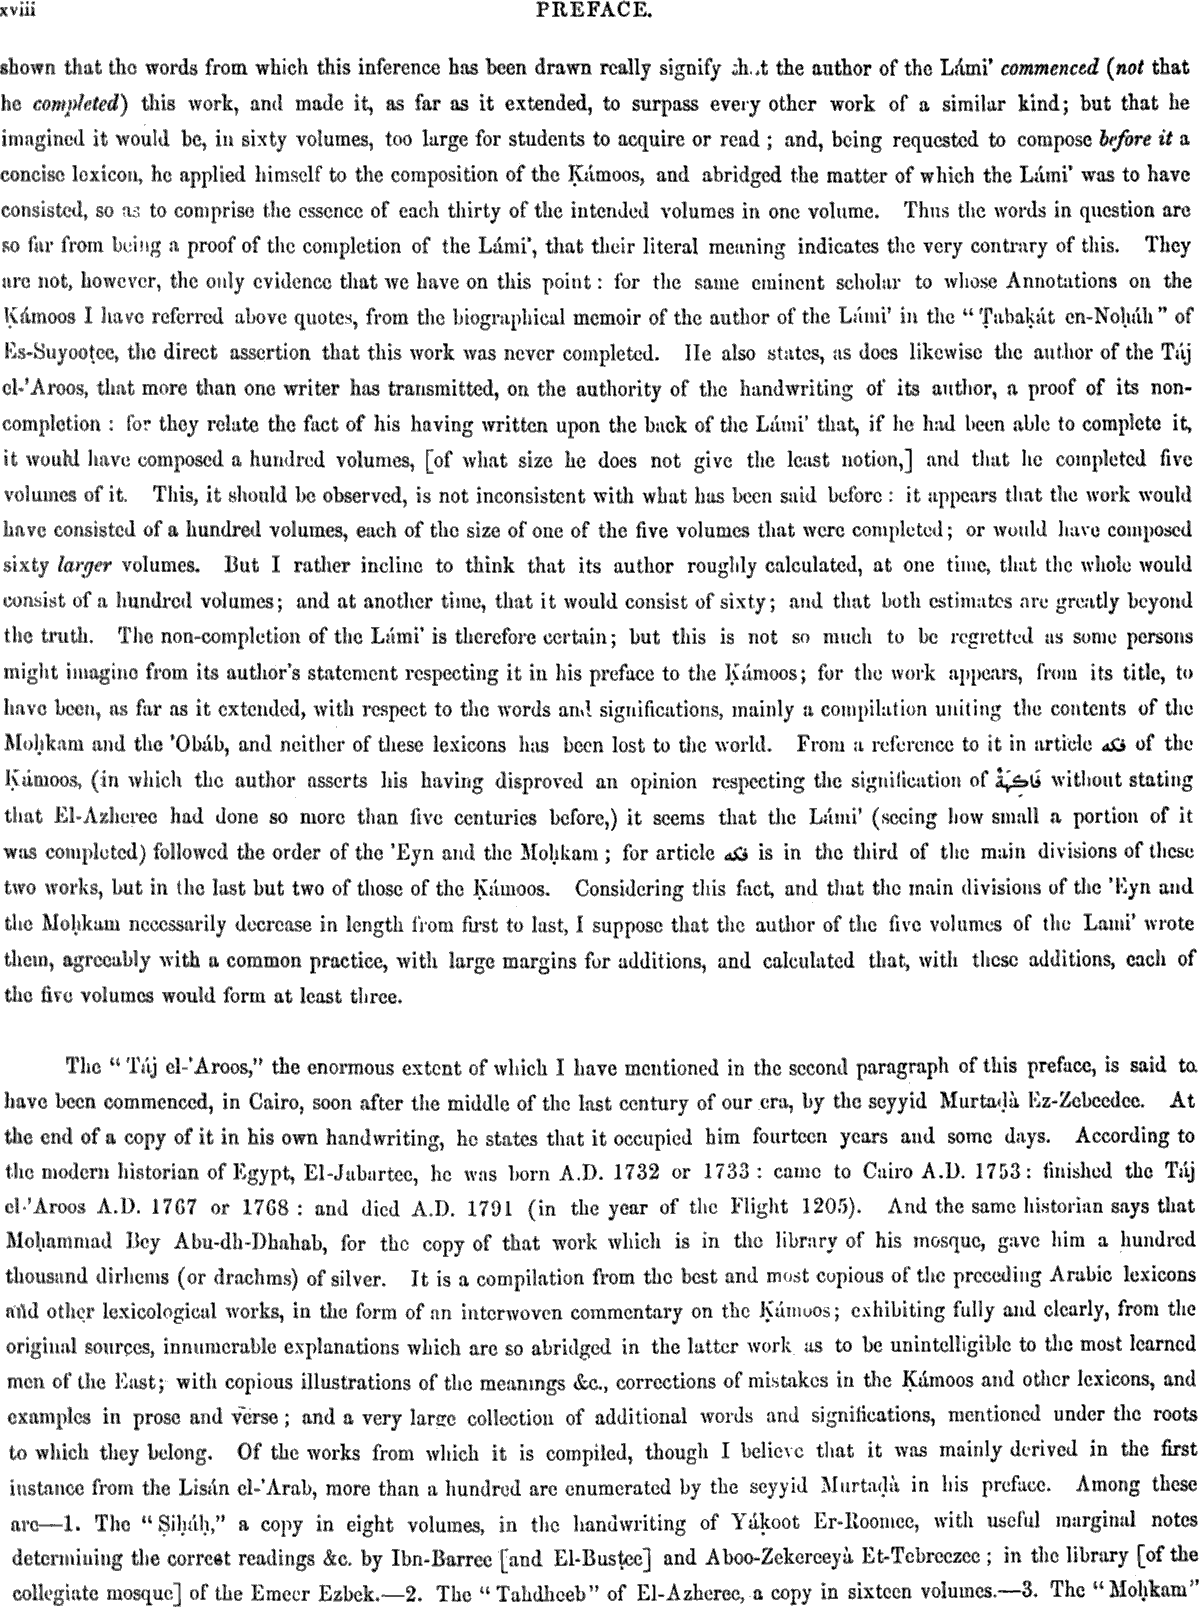 xviii PREFACE.
shown that the words from which this inference has been drawn really signify that the author of the Lámi’ commenced (not that
he completed) this work, and made it, as far as it extended, to surpass every other work of a similar kind; but that he
imagined it would be, in sixty volumes, too large for students to acquire or read ; and, being requested to compose before it a
concise lexicon, he applied himself to the composition of the Ḳámoos, and abridged the matter of which the Lámi’ was to have
consisted, so as to comprise the essence of each thirty of the intended volumes in one volume. Thus the words in question are
so far from being a proof of the completion of the Lámi’, that their literal meaning indicates the very contrary of this. They
are not, however, the only evidence that we have on this point : for the same eminent scholar to whose Annotations on the
Ḳámoos I have referred above quotes, from the biographical memoir of the author of the Lámi’ in the “ Ṭabaḳát en-Noḥáh ” of
Es-Suyooṭee, the direct assertion that this work was never completed. He also states, as does likewise the author of the Táj
el-’Aroos, that more than one writer has transmitted, on the authority of the handwriting of its author, a proof of its non-
completion : for they relate the fact of his having written upon the back of the Lámi’ that, if he had been able to complete it,
it would have composed a hundred volumes, [of what size he does not give the least notion,] and that he completed five
volumes of it. This, it should be observed, is not inconsistent with what has been said before : it appears that the work would
have consisted of a hundred volumes, each of the size of one of the five volumes that were completed; or would have composed
sixty larger volumes. But I rather incline to think that its author roughly calculated, at one time, that the whole would
consist of a hundred volumes; and at another time, that it would consist of sixty; and that both estimates are greatly beyond
the truth. The non-completion of the Lámi’ is therefore certain; but this is not so much to be regretted as some persons
might imagine from its author’s statement respecting it in his preface to the Ḳámoos; for the work appears, from its title, to
have been, as far as it extended, with respect to the words and significations, mainly a compilation uniting the contents of the
Moḥkam and the ’Obáb, and neither of these lexicons has been lost to the world. From a reference to it in article فكه of the
Ḳámoos, (in which the author asserts his having disproved an opinion respecting the signification of فَاكِهَةٌ without stating
that El-Azheree had done so more than five centuries before,) it seems that the Lámi’ (seeing how small a portion of it
was completed) followed the order of the ’Eyn and the Moḥkam ; for article فكه is in the third of the main divisions of these
two works, but in the last but two of those of the Ḳámoos. Considering this fact, and that the main divisions of the ’Eyn and
the Moḥkam necessarily decrease in length from first to last, I suppose that the author of the five volumes of the Lami’ wrote
them, agreeably with a common practice, with large margins for additions, and calculated that, with these additions, each of
the five volumes would form at least three.
The “ Táj el-’Aroos,” the enormous extent of which I have mentioned in the second paragraph of this preface, is said to
have been commenced, in Cairo, soon after the middle of the last century of our era, by the seyyid Murtaḍà Ez-Zebeedee. At
the end of a copy of it in his own handwriting, he states that it occupied him fourteen years and some days. According to
the modern historian of Egypt, El-Jabartee, he was born A.D. 1732 or 1733 : came to Cairo A.D. 1753 : finished the Táj
el-’Aroos A.D. 1767 or 1768 : and died A.D. 1791 (in the year of the Flight 1205). And the same historian says that
Moḥammad Bey Abu-dh-Dhahab, for the copy of that work which is in the library of his mosque, gave him a hundred
thousand dirhems (or drachms) of silver. It is a compilation from the best and most copious of the preceding Arabic lexicons
and other lexicological works, in the form of an interwoven commentary on the Ḳámoos; exhibiting fully and clearly, from the
original sources, innumerable explanations which are so abridged in the latter work as to be unintelligible to the most learned
men of the East; with copious illustrations of the meanings &c., corrections of mistakes in the Ḳámoos and other lexicons, and
examples in prose and verse ; and a very large collection of additional words and significations, mentioned under the roots
to which they belong. Of the works from which it is compiled, though I believe that it was mainly derived in the first
instance from the Lisán el-’Arab, more than a hundred are enumerated by the seyyid Murtaḍà in his preface. Among these
are—1. The “ Ṣiḥáḥ,” a copy in eight volumes, in the handwriting of Yáḳoot Er-Roomee, with useful marginal notes
determining the correct readings &c. by Ibn-Barree [and El-Busṭee] and Aboo-Zekereeyà Et-Tebreezee ; in the library [of the
collegiate mosque] of the Emeer Ezbek.—2. The “ Tahdheeb ” of El-Azheree, a copy in sixteen volumes.—3. The “ Moḥkam ”